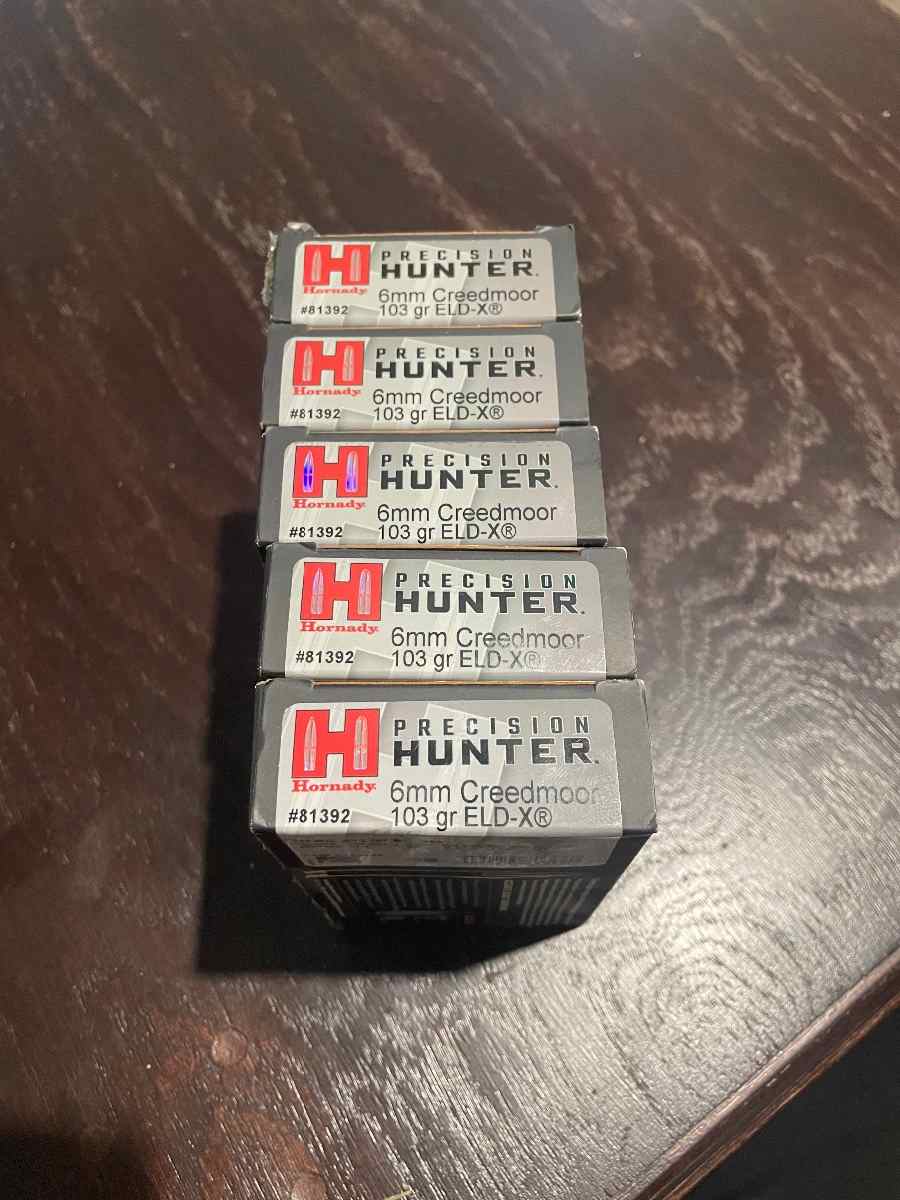 PRECISION
HUNTER.
Hornady.
6mm Creedmoor
#81392
103 gr ELD-X®
PRECISION
HUNTER.
Hornady.
6mm Creedmoor
#81392
103 gr ELD-X®
PRECISION
HUNTER.
Hornady.
6mm Creedmoor
#81392
103 gr ELD-X®
PRECISION
HUNTER.
Hornady.
6mm Creedmoor
#81392
103 gr ELD-X®
PRECISION
HUNTER.
Hornady.
6mm Creedmoor
#81392
103 gr ELD-X®